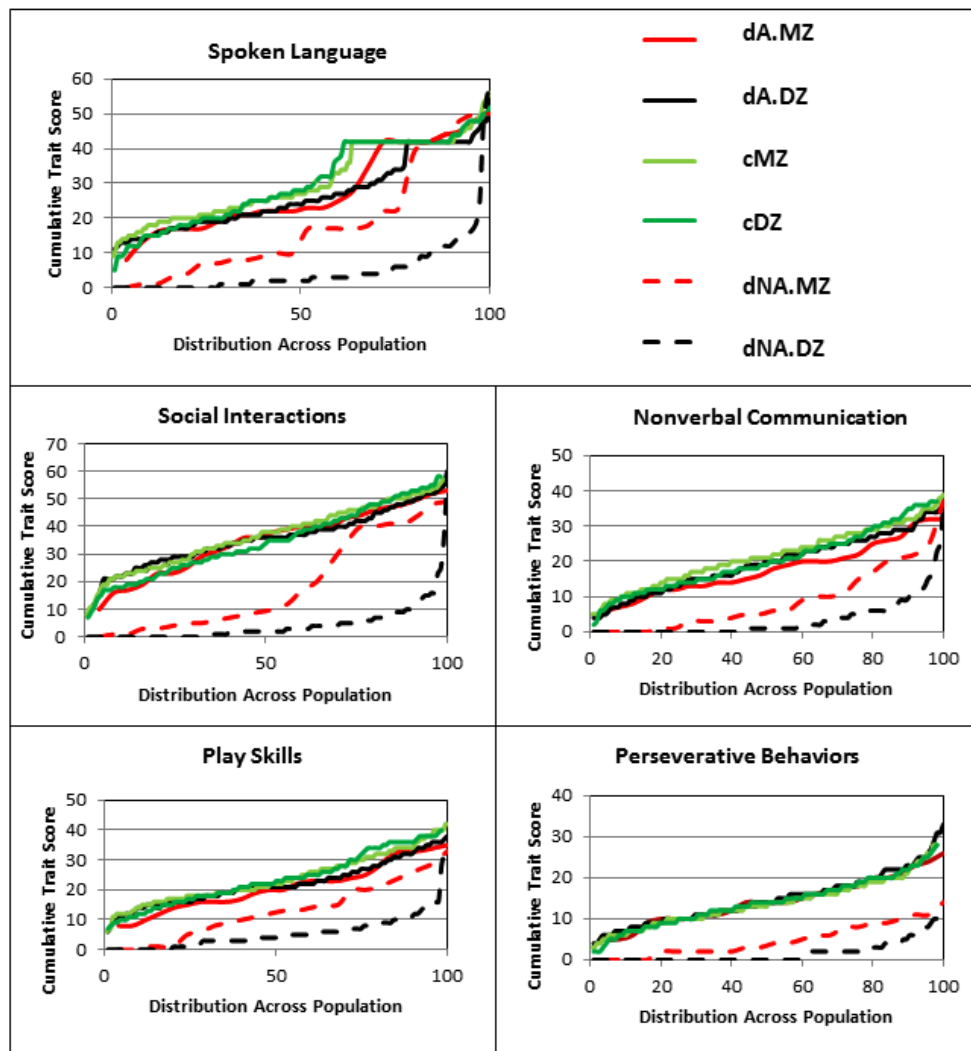 Spoken Language
Cumulative Trait Score
60
50
40
30
20
10
0
0
50
100
Distribution Across Population
dA.MZ
dA.DZ
cMZ
cDZ
dNA.MZ
dNA.DZ
Social Interactions
Cumulative Trait Score
70
60
50
40
30
20
10
0
0
50
100
Distribution Across Population
Nonverbal Communication
Cumulative Trait Score
50
40
30
20
10
0
0
20
40
60
80
100
Distribution Across Population
Play Skills
Cumulative Trait Score
50
40
30
20
10
0
0
50
100
Distribution Across Population
Perseverative Behaviors
Cumulative Trait Score
40
30
20
10
0
0
20
40
60
80
100
Distribution Across Population